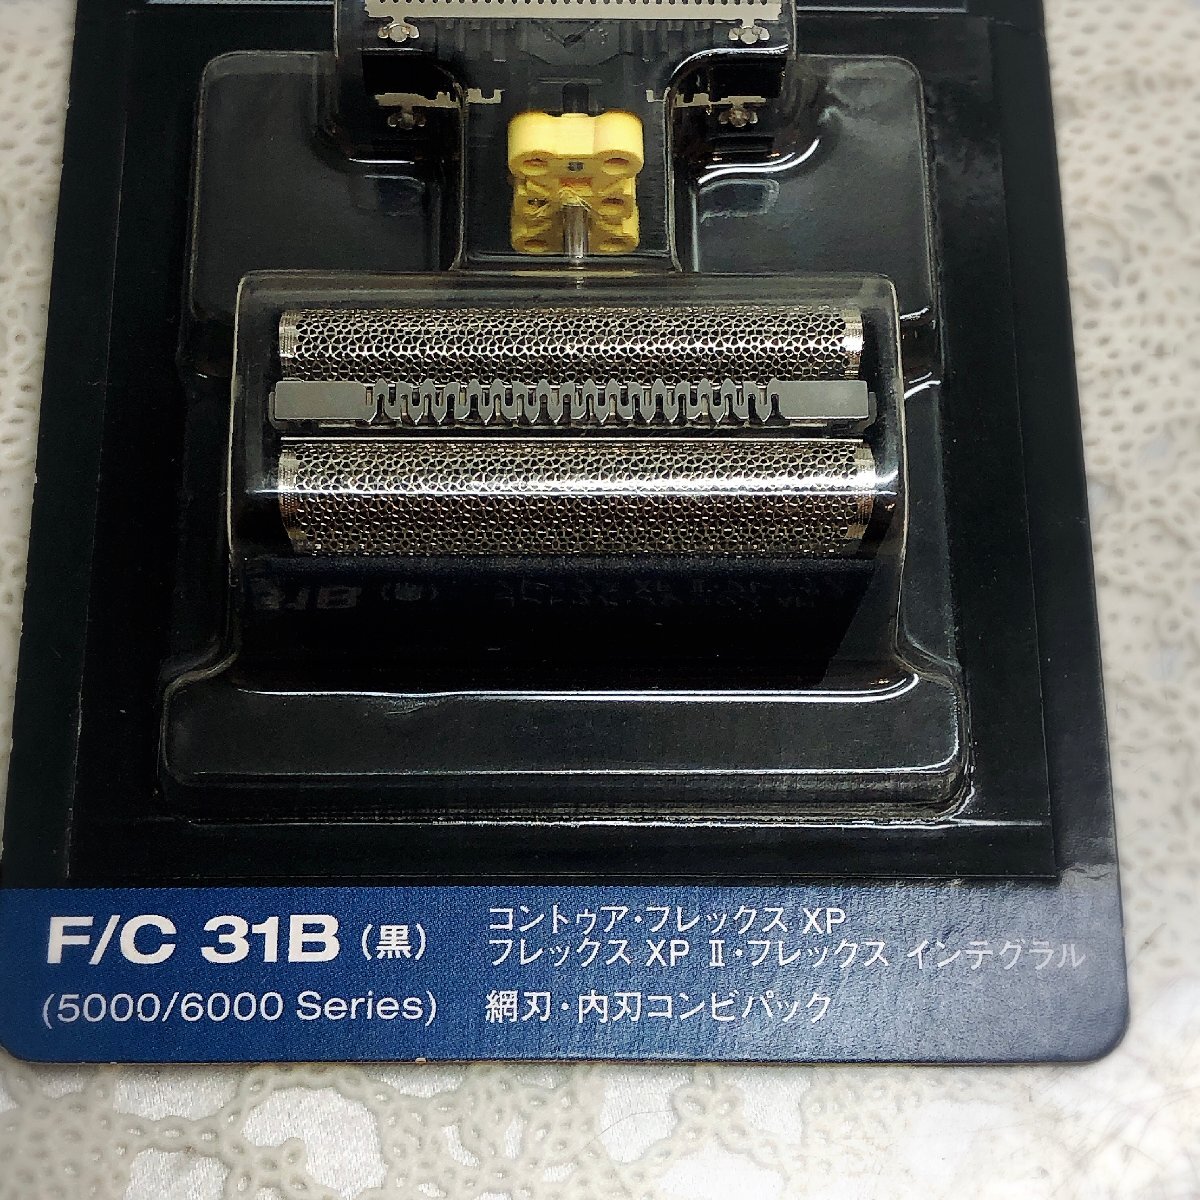 F/C 31B (黒)
(5000/6000 Series)
コントゥア・フレックス XP
フレックス XP Ⅱ・フレックス インテグラル
網刃・内刃コンビパック